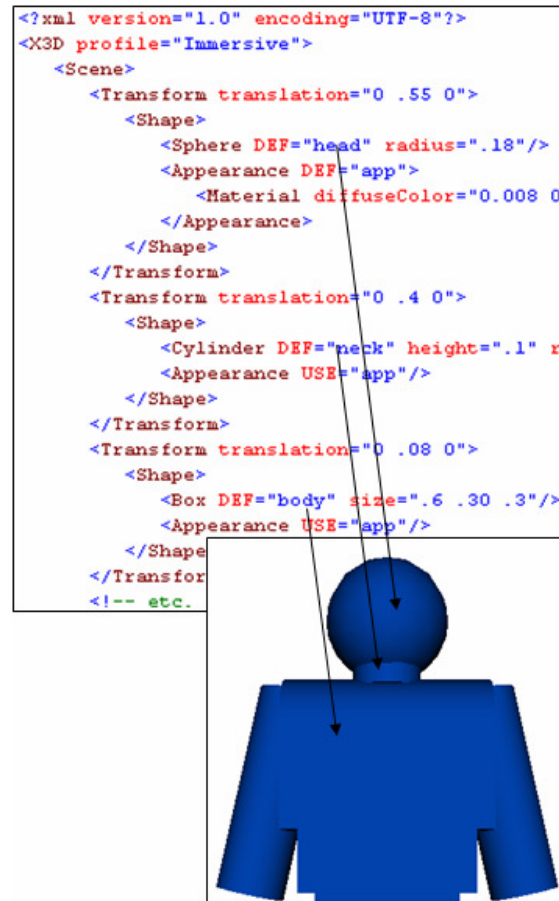 <?xml version="1.0" encoding="UTF-8"?>
<X3D profile="Immersive">
<Scene>
<Transform translation="0 .55 0">
<Shape>
<Sphere DEF="head" radius=".18"/>
<Appearance DEF="app">
<Material diffuseColor="0.008 0
</Appearance>
</Shape>
</Transform>
<Transform translation="0 .4 0">
<Shape>
<Cylinder DEF="neck" height=".1" r
<Appearance USE="app"/>
</Shape>
</Transform>
<Transform translation="0 .08 0">
<Shape>
<Box DEF="body" size=".6 .30 .3"/>
<Appearance USE="app"/>
</Shape
</Transfor
<!-- etc.